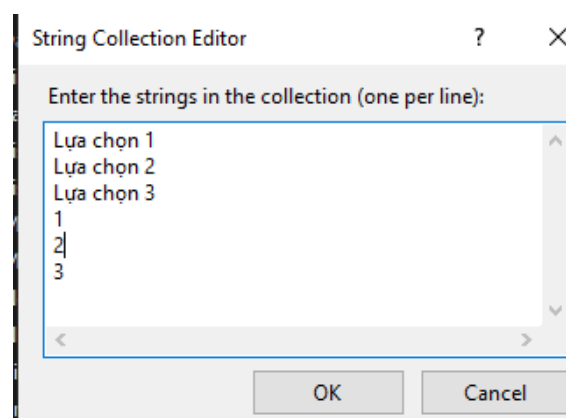 String Collection Editor ? ×
Enter the strings in the collection (one per line):
Lựa chọn 1
Lựa chọn 2
Lựa chọn 3
1
2
3
OK Cancel